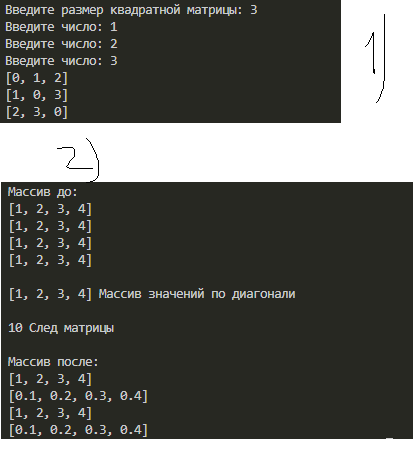 1)
Введите размер квадратной матрицы: 3
Введите число: 1
Введите число: 2
Введите число: 3
[0, 1, 2]
[1, 0, 3]
[2, 3, 0]
2)
Массив до:
[1, 2, 3, 4]
[1, 2, 3, 4]
[1, 2, 3, 4]
[1, 2, 3, 4]
[1, 2, 3, 4] Массив значений по диагонали
10 След матрицы
Массив после:
[1, 2, 3, 4]
[0.1, 0.2, 0.3, 0.4]
[1, 2, 3, 4]
[0.1, 0.2, 0.3, 0.4]